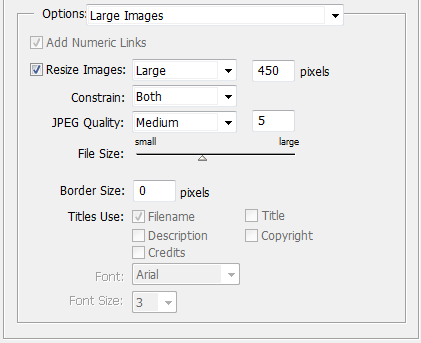 Options: Large Images
Add Numeric Links
Resize Images: Large 450 pixels
Constrain: Both
JPEG Quality: Medium 5
small large
File Size:
Border Size: 0 pixels
Titles Use: Filename Title
Description Copyright
Credits
Font: Arial
Font Size: 3